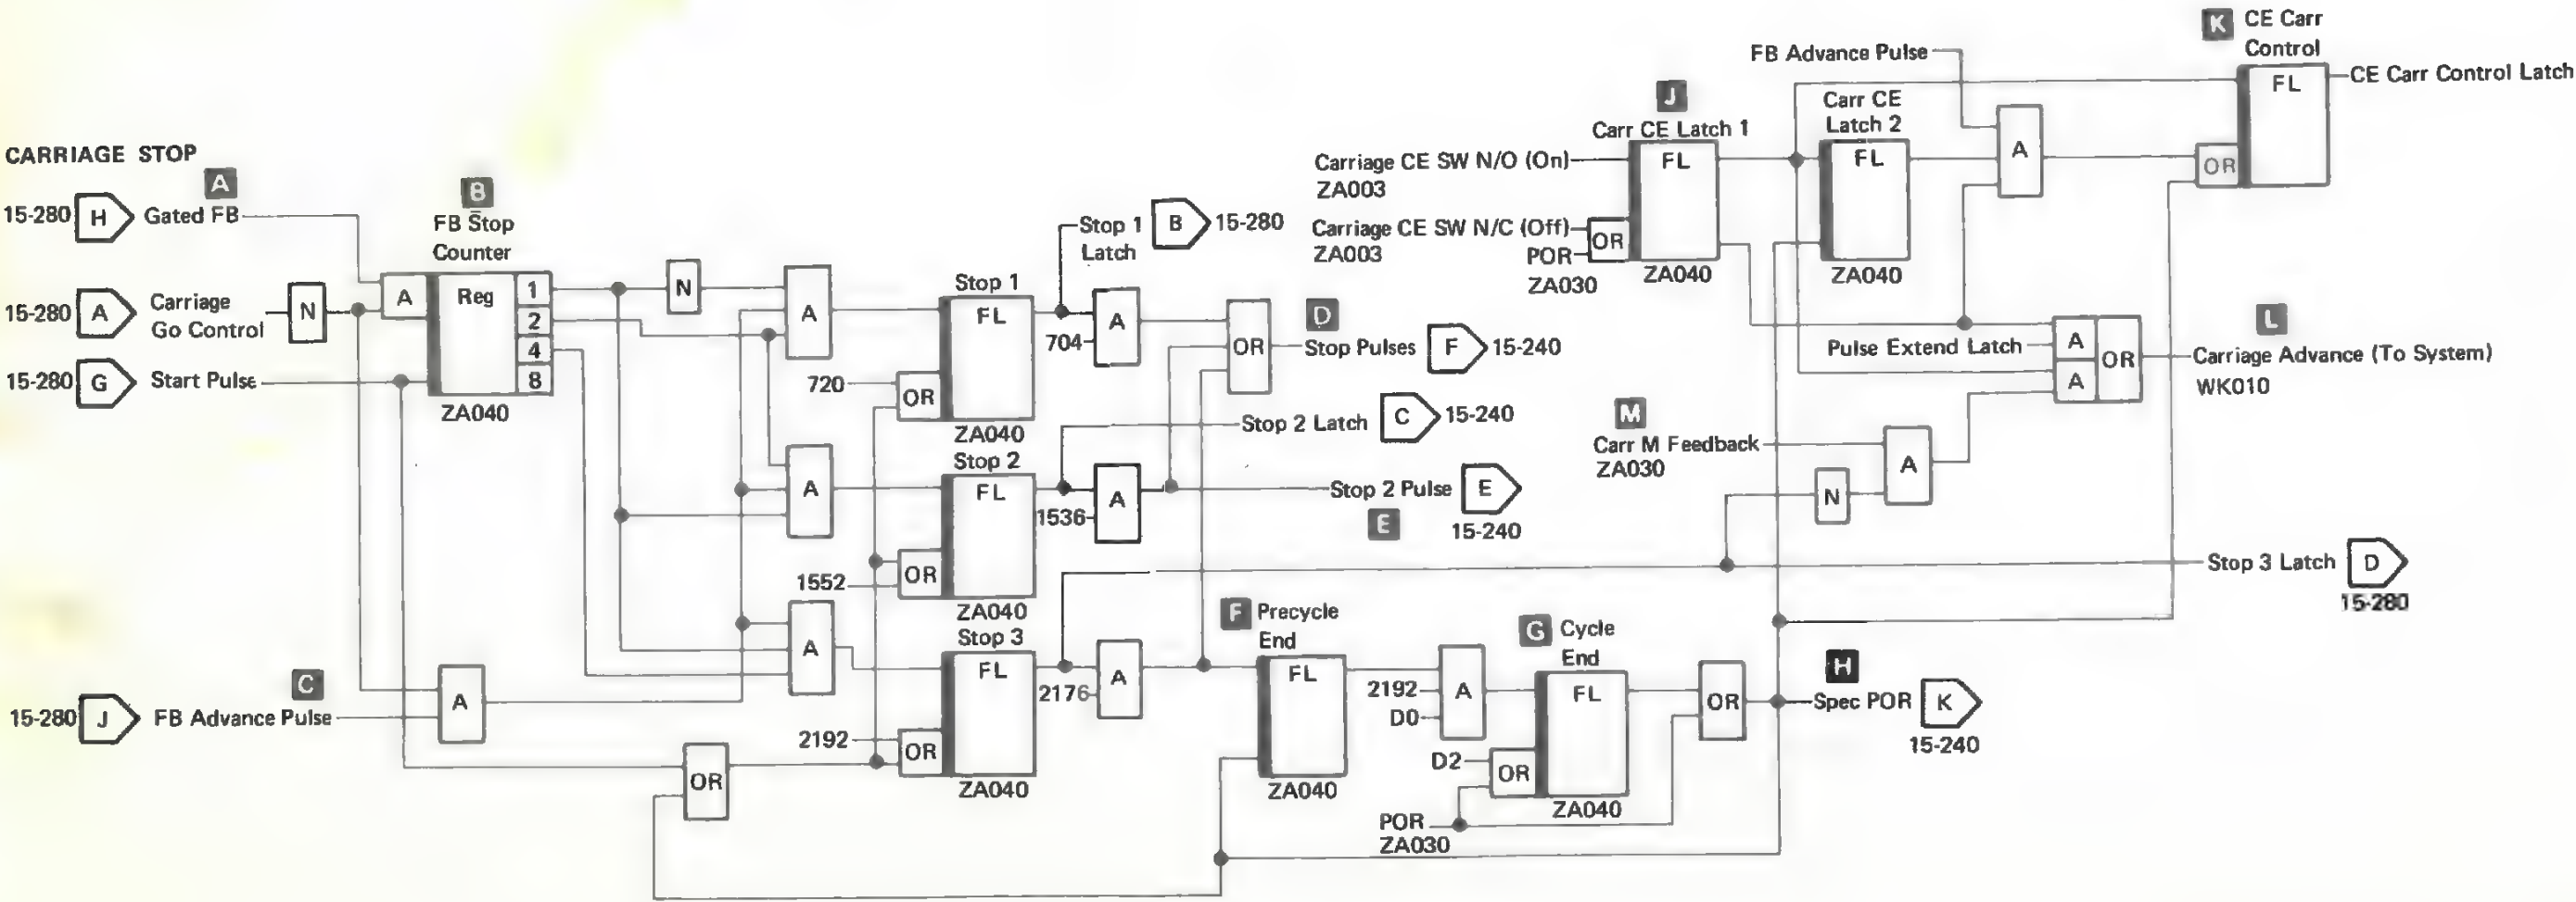 CARRIAGE STOP
A
15-280 H Gated FB
15-280 A Carriage
Go Control
N
15-280 G Start Pulse
B
FB Stop
Counter
A
Reg
1
2
4
8
ZA040
C
15-280 J FB Advance Pulse
A
OR
N
A
A
A
Stop 1
FL
720
OR
ZA040
Stop 2
FL
1552
OR
ZA040
Stop 3
FL
2192
OR
ZA040
Stop 1
Latch
B 15-280
704
A
OR
D
Stop Pulses F 15-240
Stop 2 Latch C 15-240
1536
A
Stop 2 Pulse E
E
15-240
2176
A
F Precycle
End
FL
ZA040
2192
D0
A
G Cycle
End
FL
D2
OR
ZA040
POR
ZA030
OR
H
Spec POR K
15-240
Stop 3 Latch D
15-280
J
Carr CE Latch 1
Carriage CE SW N/O (On)
ZA003
Carriage CE SW N/C (Off)
ZA003
POR
ZA030
OR
FL
ZA040
Carr CE
Latch 2
FL
ZA040
FB Advance Pulse
A
K CE Carr
Control
FL
OR
CE Carr Control Latch
Pulse Extend Latch
A
A
OR
L
Carriage Advance (To System)
WK010
M
Carr M Feedback
ZA030
N
A